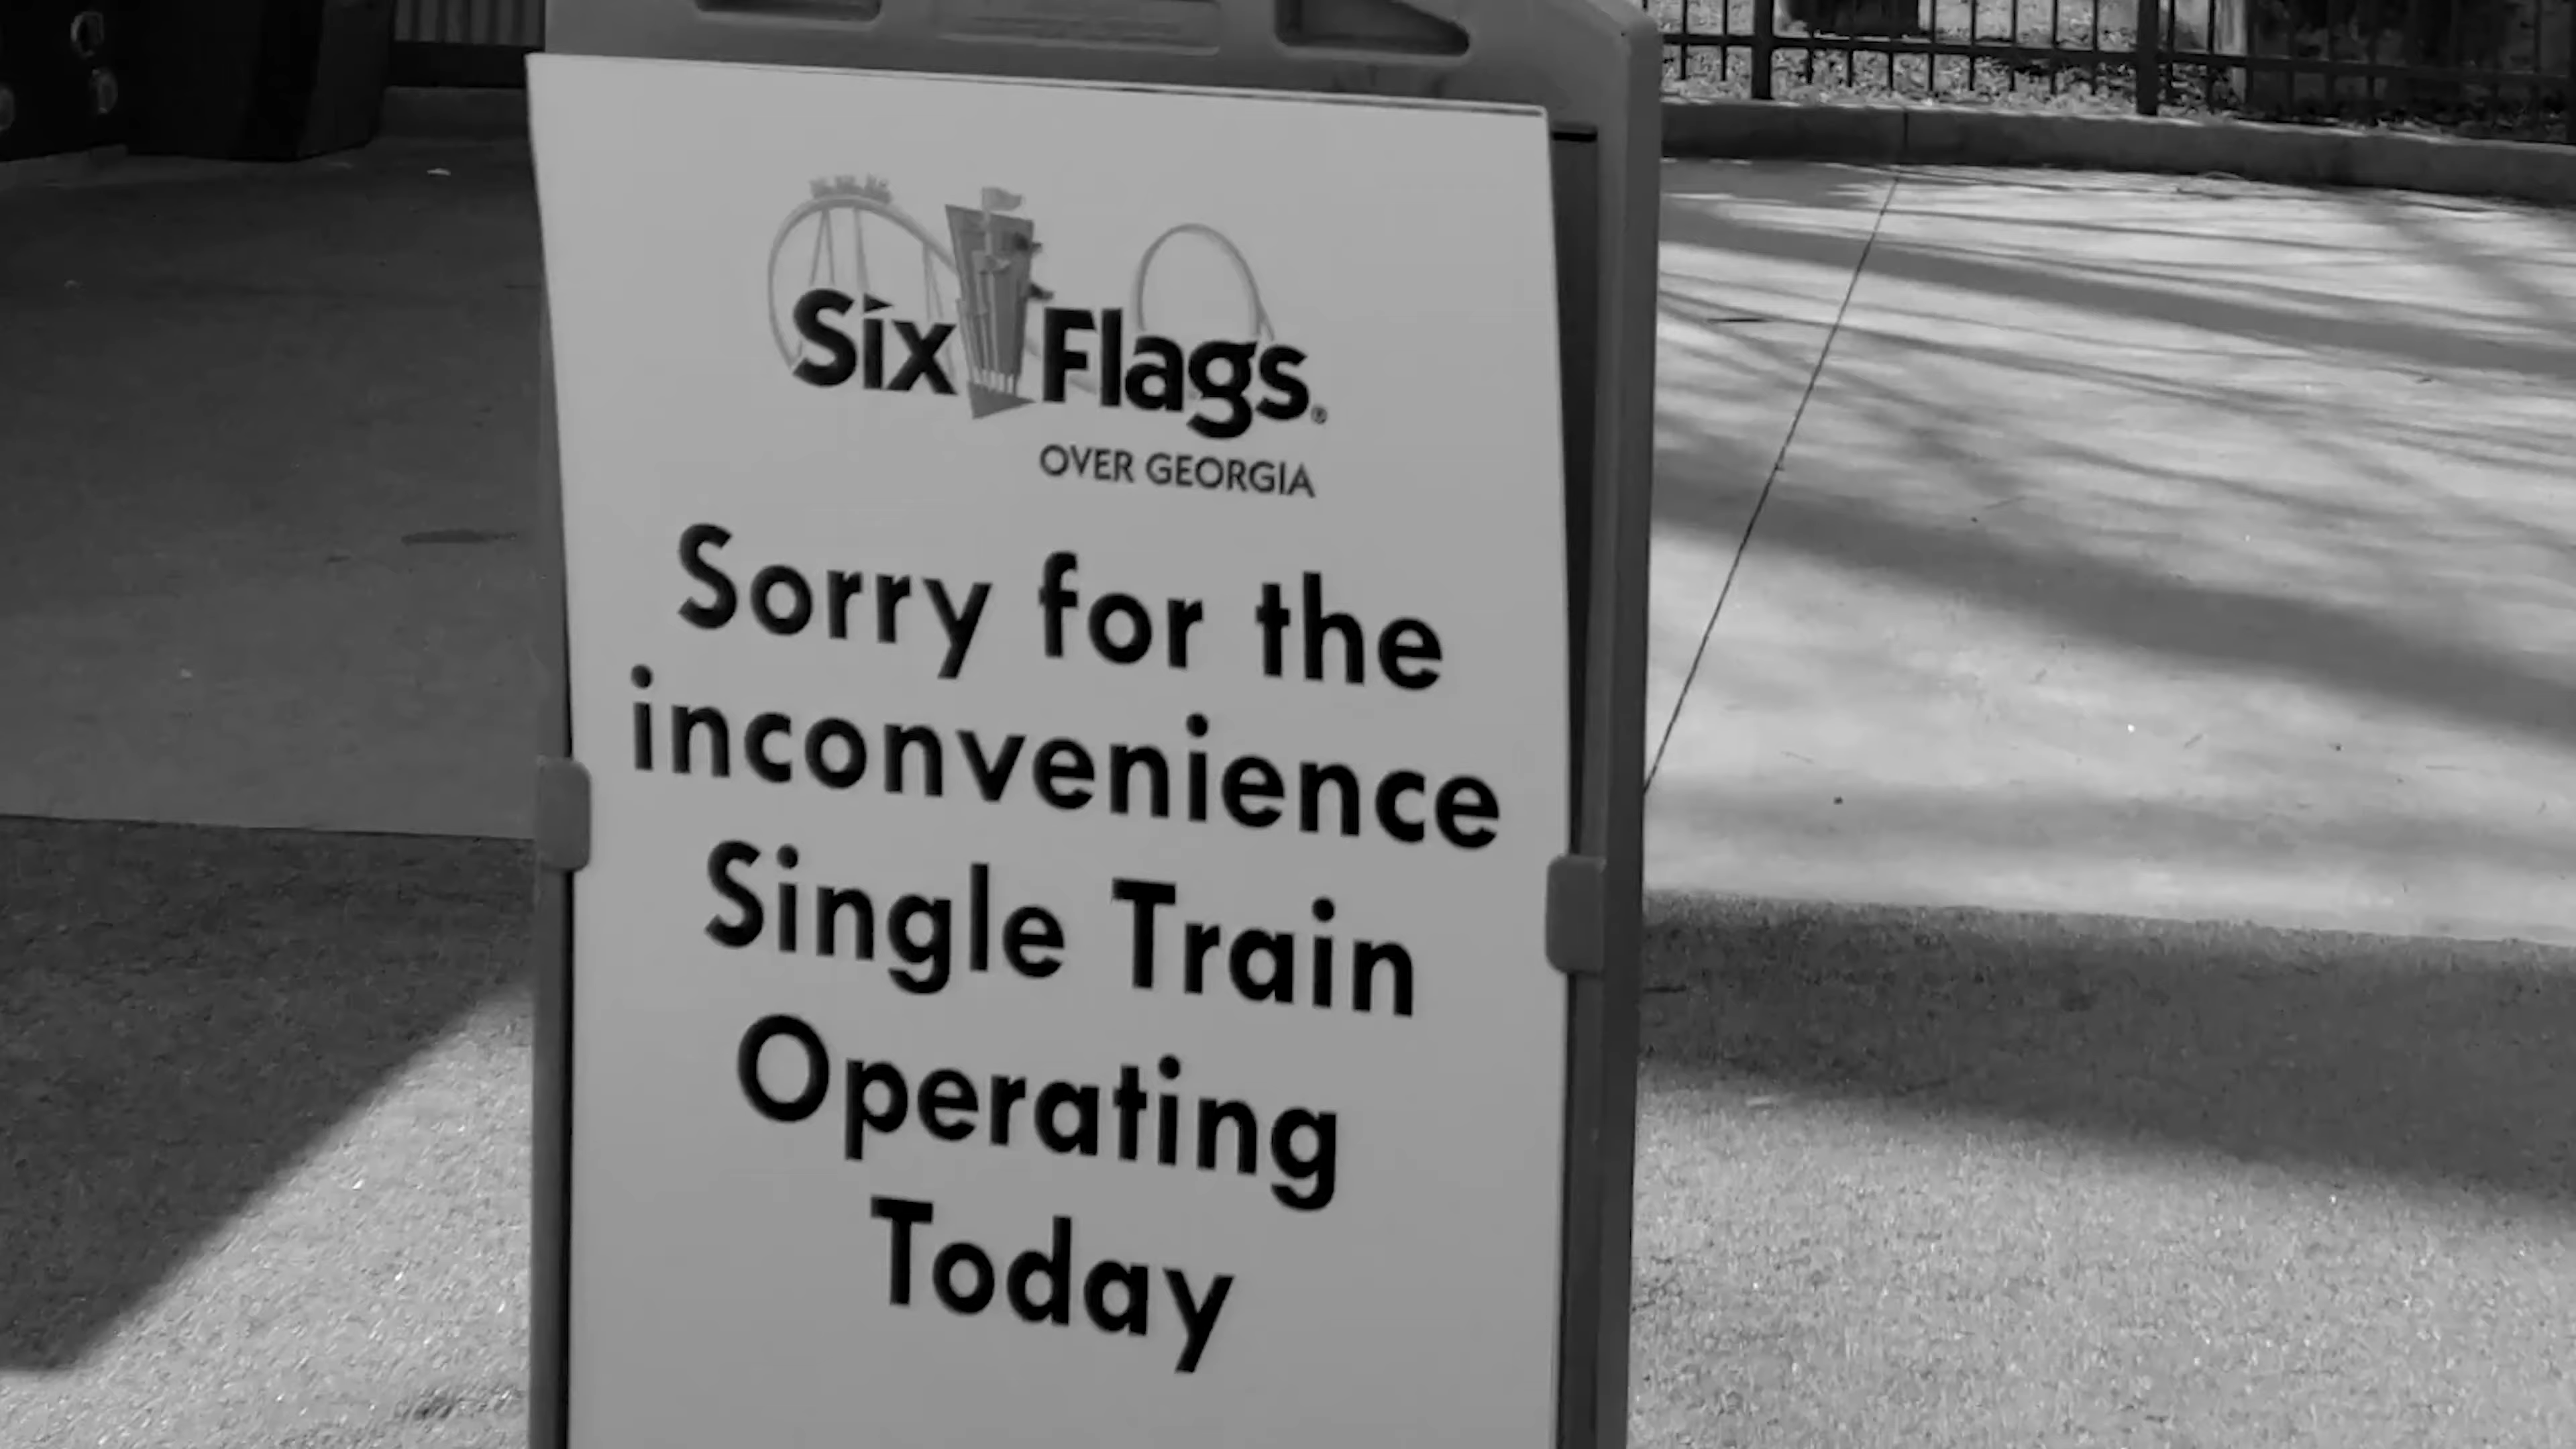 Six Flags®
OVER GEORGIA
Sorry for the
inconvenience
Single Train
Operating
Today